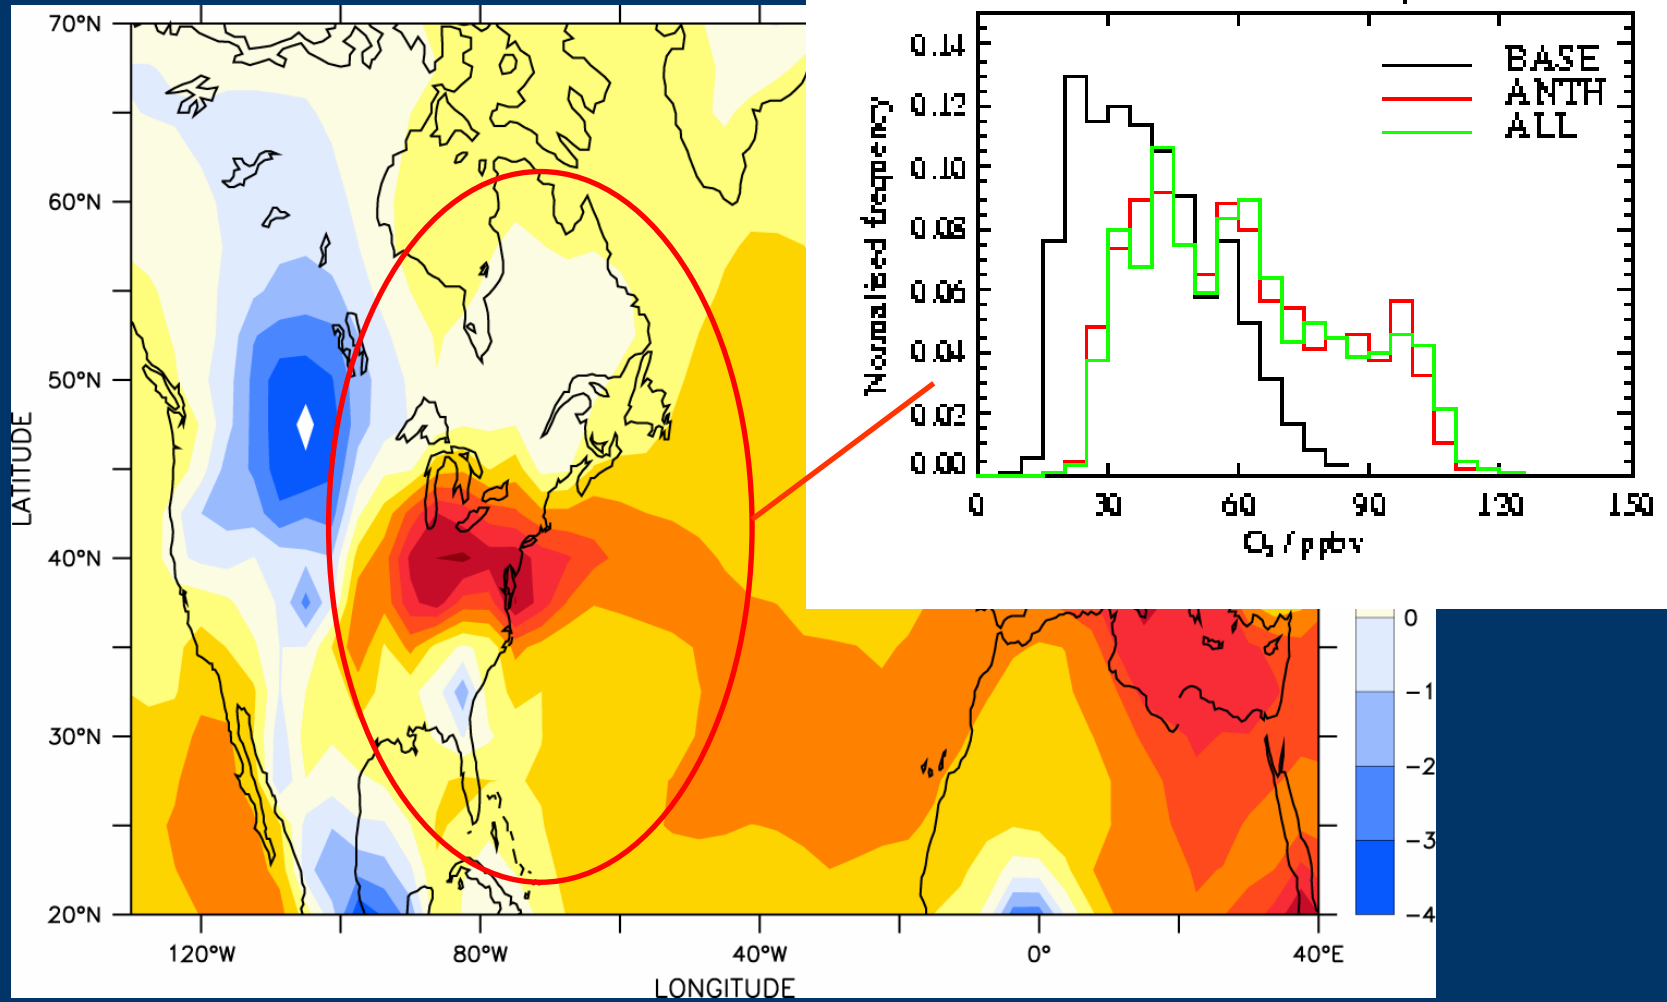 70°N
60°N
50°N
40°N
30°N
20°N
LATITUDE
120°W 80°W 40°W 0° 40°E
LONGITUDE
0
−1
−2
−3
−4
0.14
0.12
0.10
0.08
0.06
0.04
0.02
0.00
Normalised frequency
BASE
ANTH
ALL
0 30 60 90 120 150
O₃ / ppbv